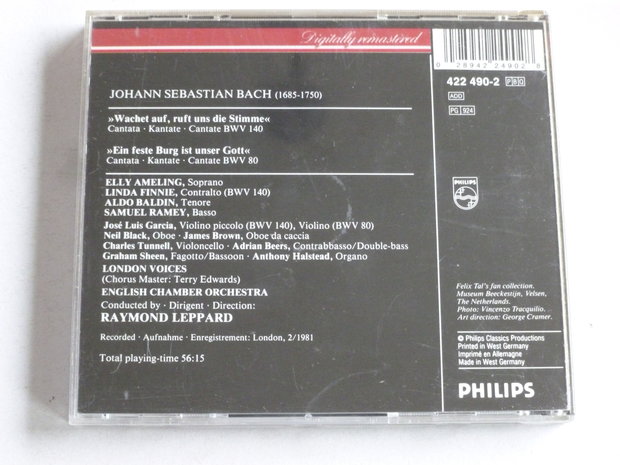 Digitally remastered
0 28942 24902 8
422 490-2 PBO
ADD
PG 924
JOHANN SEBASTIAN BACH (1685-1750)
»Wachet auf, ruft uns die Stimme«
Cantata · Kantate · Cantate BWV 140
»Ein feste Burg ist unser Gott«
Cantata · Kantate · Cantate BWV 80
ELLY AMELING, Soprano
LINDA FINNIE, Contralto (BWV 140)
ALDO BALDIN, Tenore
SAMUEL RAMEY, Basso
José Luis Garcia, Violino piccolo (BWV 140), Violino (BWV 80)
Neil Black, Oboe · James Brown, Oboe da caccia
Charles Tunnell, Violoncello · Adrian Beers, Contrabbasso/Double-bass
Graham Sheen, Fagotto/Bassoon · Anthony Halstead, Organo
LONDON VOICES
(Chorus Master: Terry Edwards)
ENGLISH CHAMBER ORCHESTRA
Conducted by · Dirigent · Direction:
RAYMOND LEPPARD
Recorded · Aufnahme · Enregistrement: London, 2/1981
Total playing-time 56:15
PHILIPS
Felix Tal's fan collection.
Museum Beeckestijn, Velsen,
The Netherlands.
Photo: Vincenzo Tracquilio.
Art direction: George Cramer.
℗ Philips Classics Productions
Printed in West Germany
Imprimé en Allemagne
Made in West Germany
PHILIPS